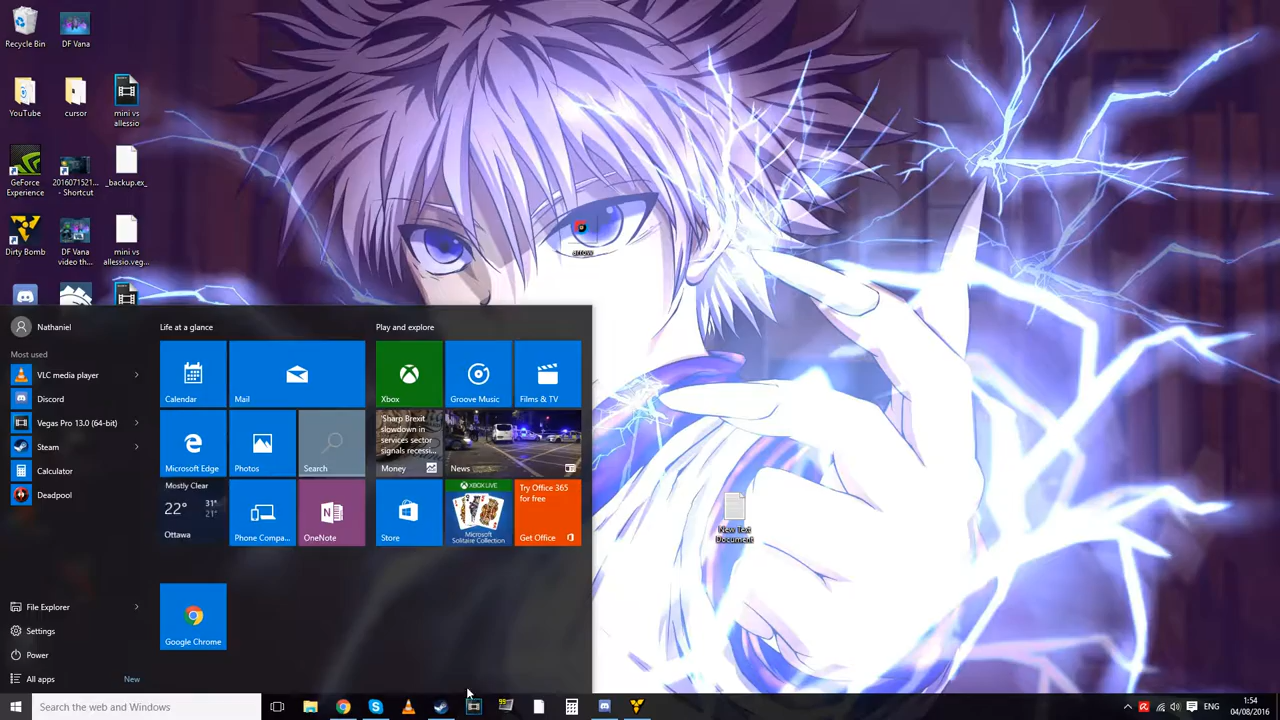 Recycle Bin
DF Vana
YouTube
cursor
mini vs
allessio
GeForce
Experience
2016071521...
- Shortcut
_backup.ex_
Dirty Bomb
DF Vana
video th...
mini vs
allessio.veg...
arrow
New Text
Document
Nathaniel
Most used
VLC media player
Discord
Vegas Pro 13.0 (64-bit)
Steam
Calculator
Deadpool
File Explorer
Settings
Power
All apps
New
Life at a glance
Calendar
Mail
Microsoft Edge
Photos
Search
Mostly Clear
22°
31°
21°
Ottawa
Phone Compa...
OneNote
Google Chrome
Play and explore
Xbox
Groove Music
Films & TV
'Sharp Brexit
slowdown in
services sector
signals recessi...
Money
News
Store
XBOX LIVE
Microsoft
Solitaire Collection
Try Office 365
for free
Get Office
Search the web and Windows
ENG
1:54
04/08/2016